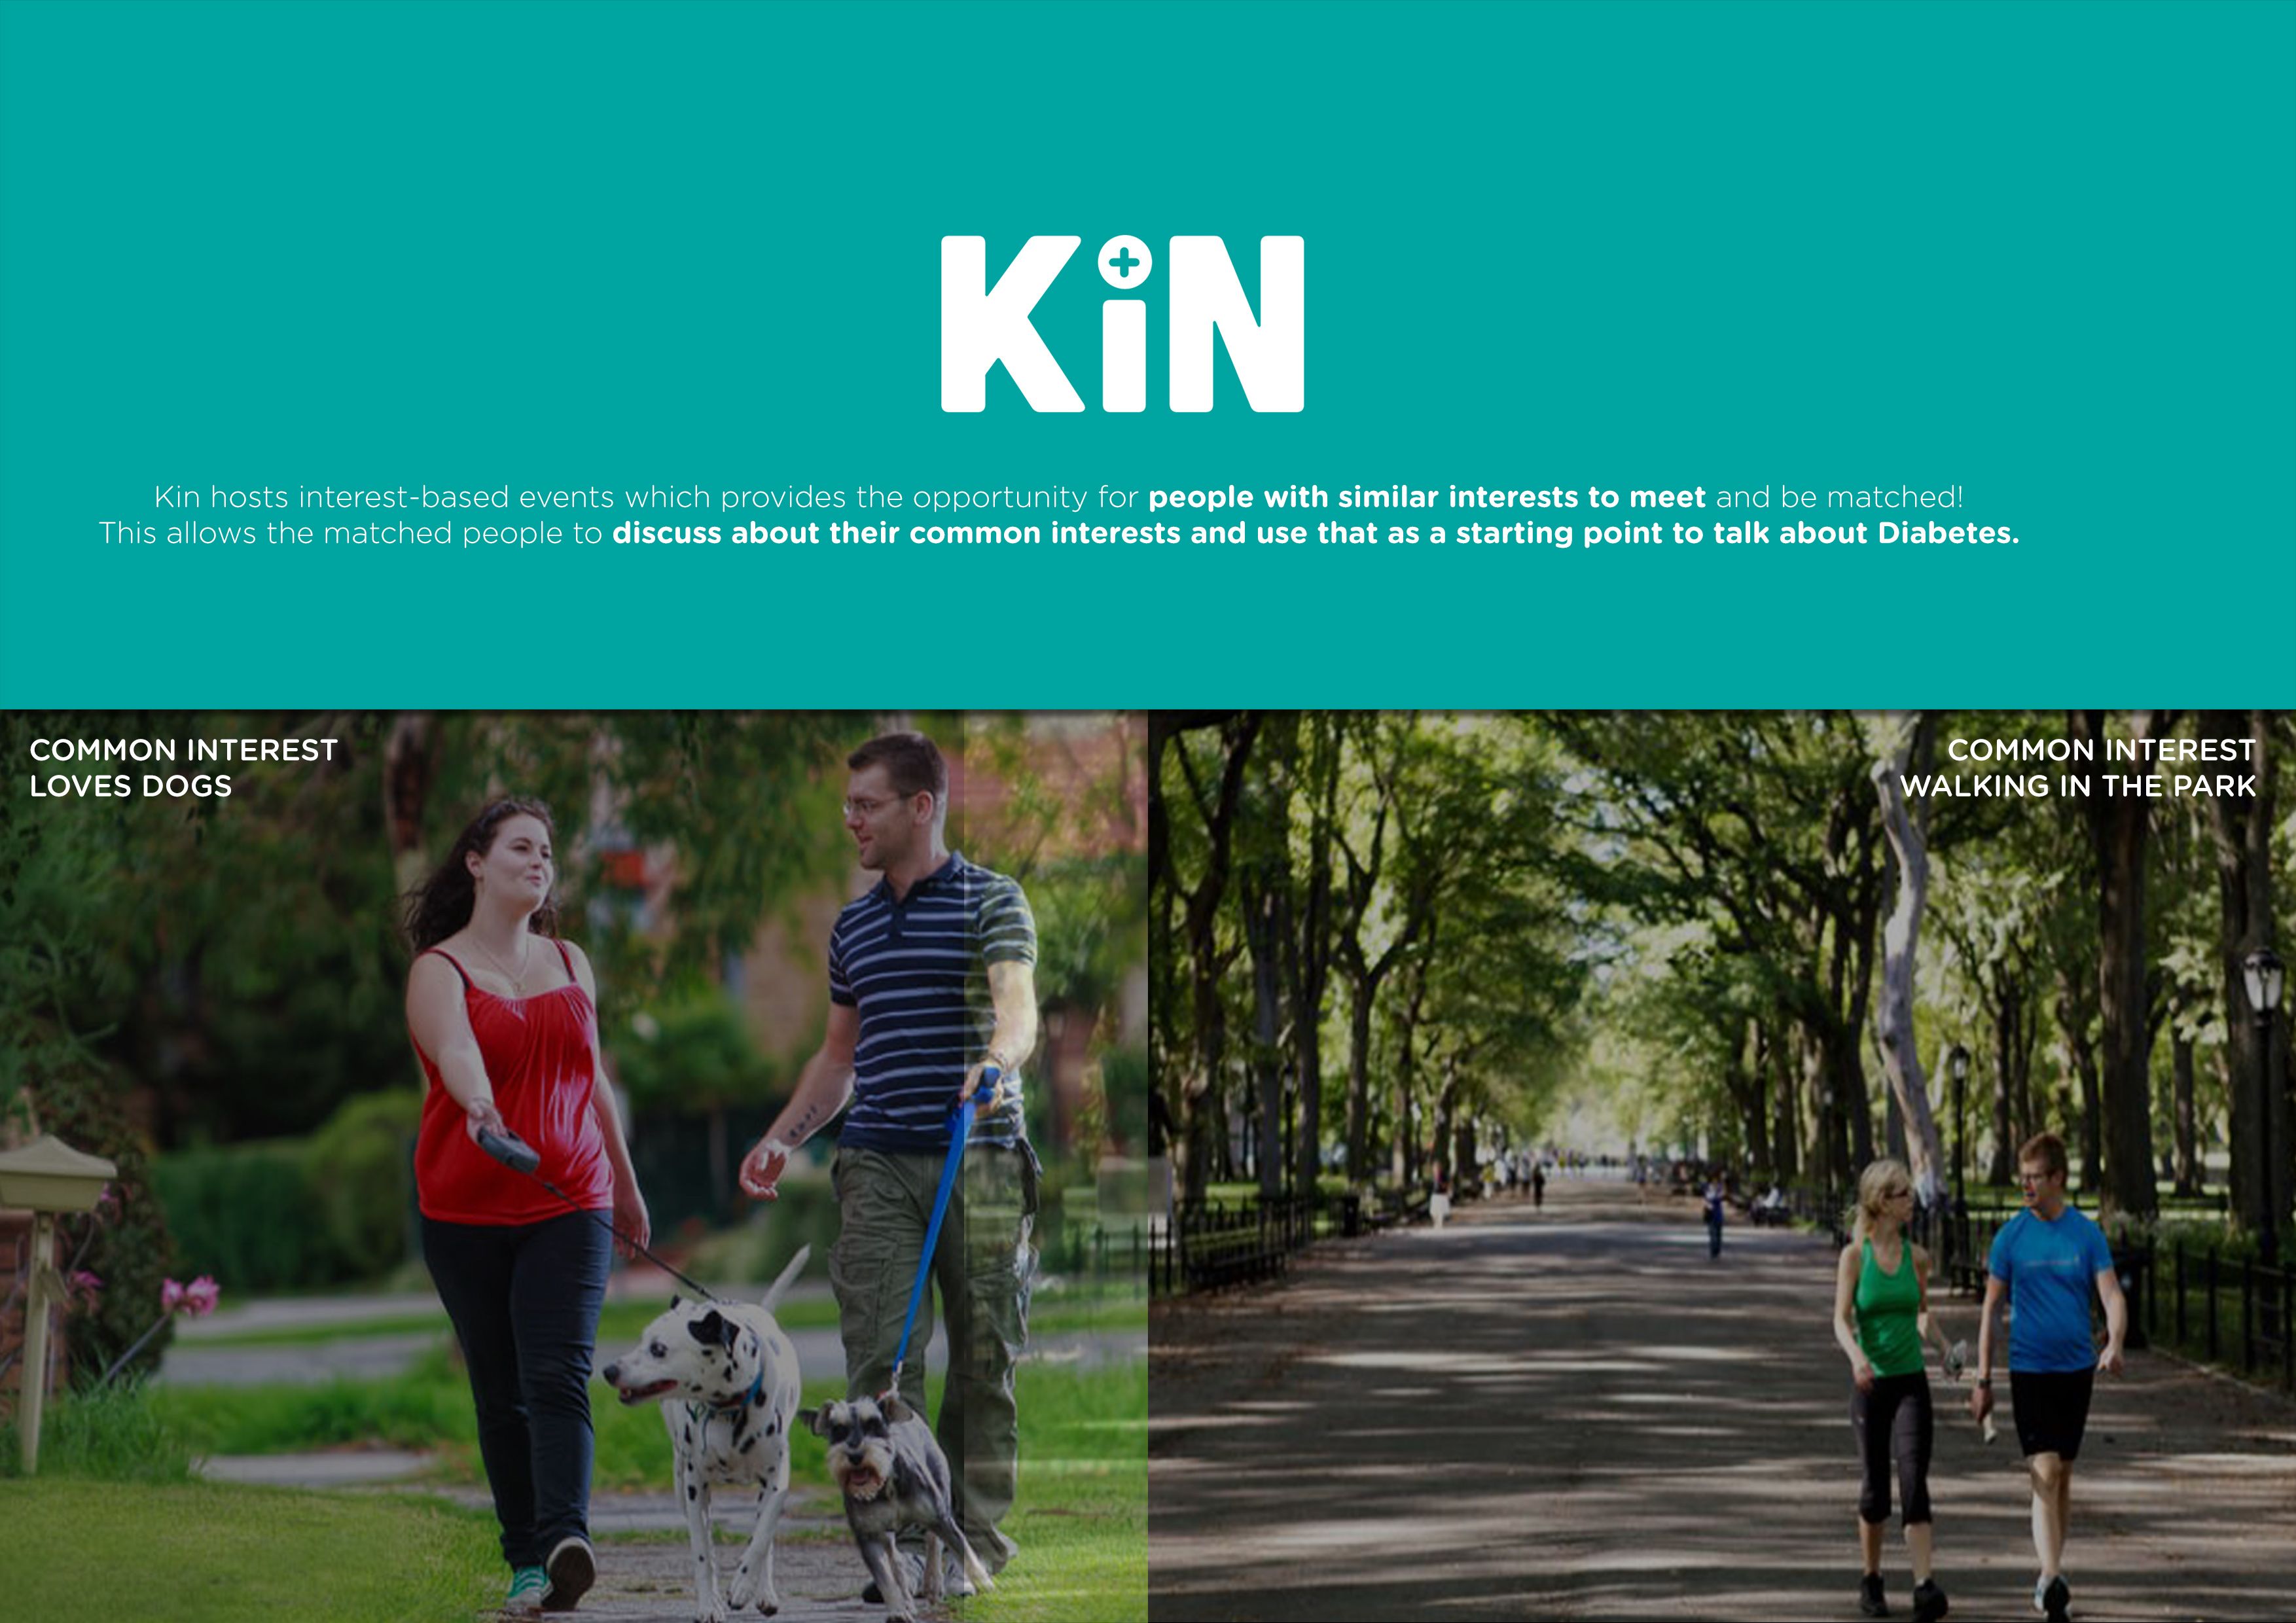 KiN
Kin hosts interest-based events which provides the opportunity for people with similar interests to meet and be matched!
This allows the matched people to discuss about their common interests and use that as a starting point to talk about Diabetes.
COMMON INTEREST
LOVES DOGS
COMMON INTEREST
WALKING IN THE PARK